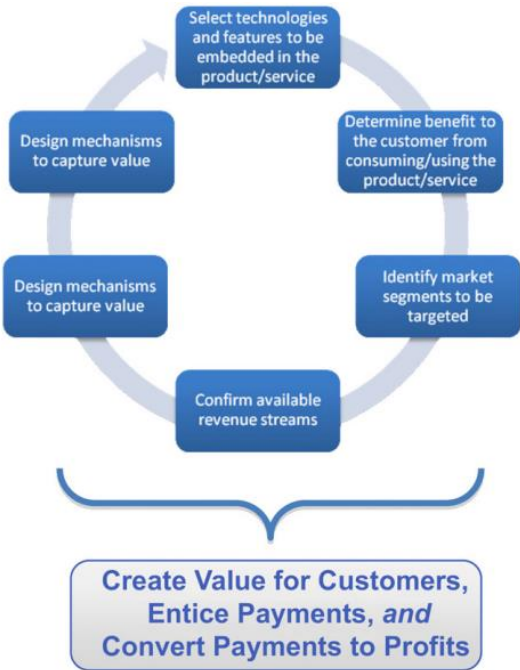 Select technologies
and features to be
embedded in the
product/service
Determine benefit to
the customer from
consuming/using the
product/service
Identify market
segments to be
targeted
Confirm available
revenue streams
Design mechanisms
to capture value
Design mechanisms
to capture value
Create Value for Customers,
Entice Payments, and
Convert Payments to Profits